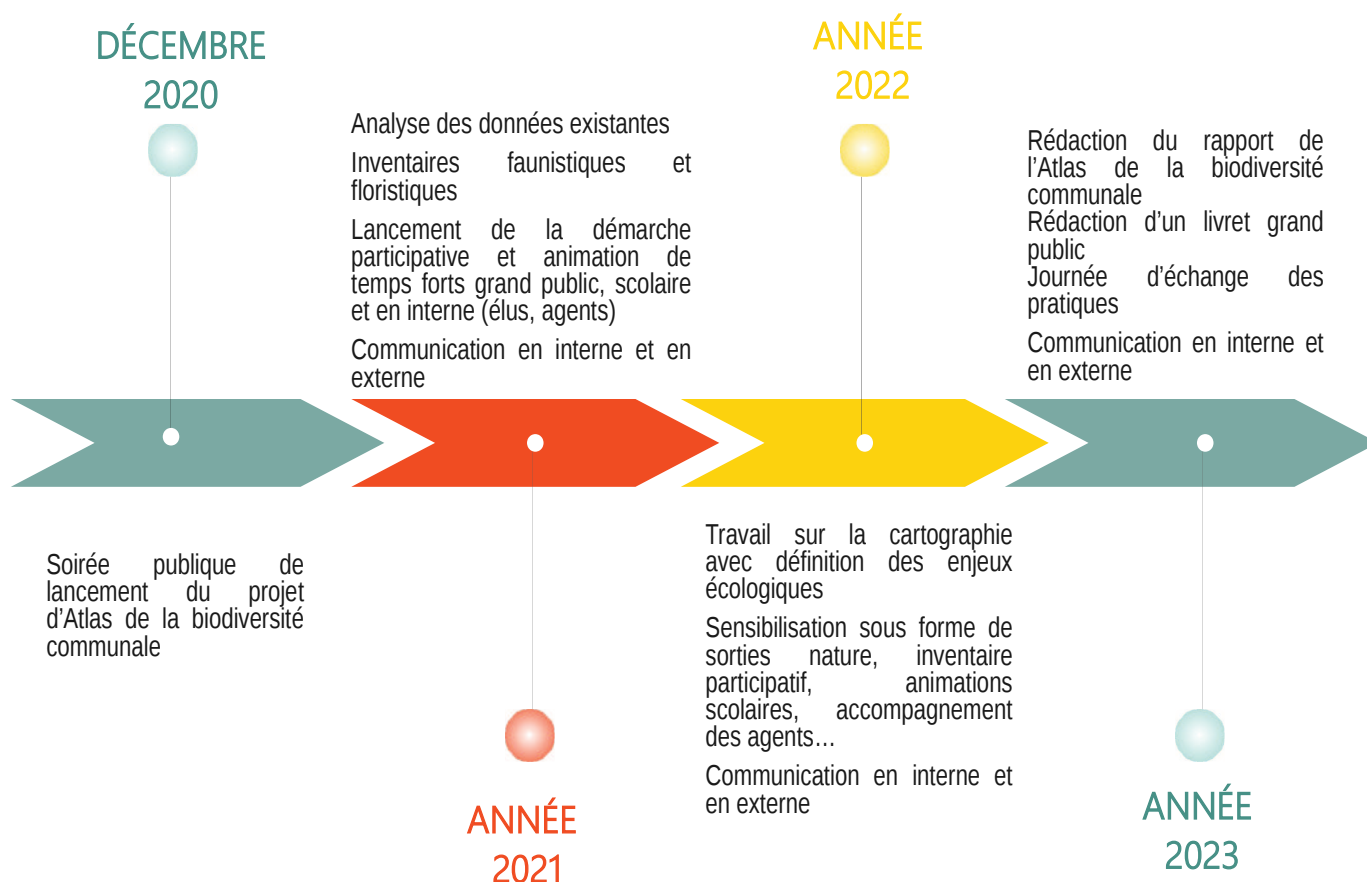 DÉCEMBRE
2020
Soirée publique de
lancement du projet
d'Atlas de la biodiversité
communale
Analyse des données existantes
Inventaires faunistiques et
floristiques
Lancement de la démarche
participative et animation de
temps forts grand public, scolaire
et en interne (élus, agents)
Communication en interne et en
externe
ANNÉE
2021
ANNÉE
2022
Travail sur la cartographie
avec définition des enjeux
écologiques
Sensibilisation sous forme de
sorties nature, inventaire
participatif, animations
scolaires, accompagnement
des agents…
Communication en interne et
en externe
Rédaction du rapport de
l'Atlas de la biodiversité
communale
Rédaction d'un livret grand
public
Journée d'échange des
pratiques
Communication en interne et
en externe
ANNÉE
2023